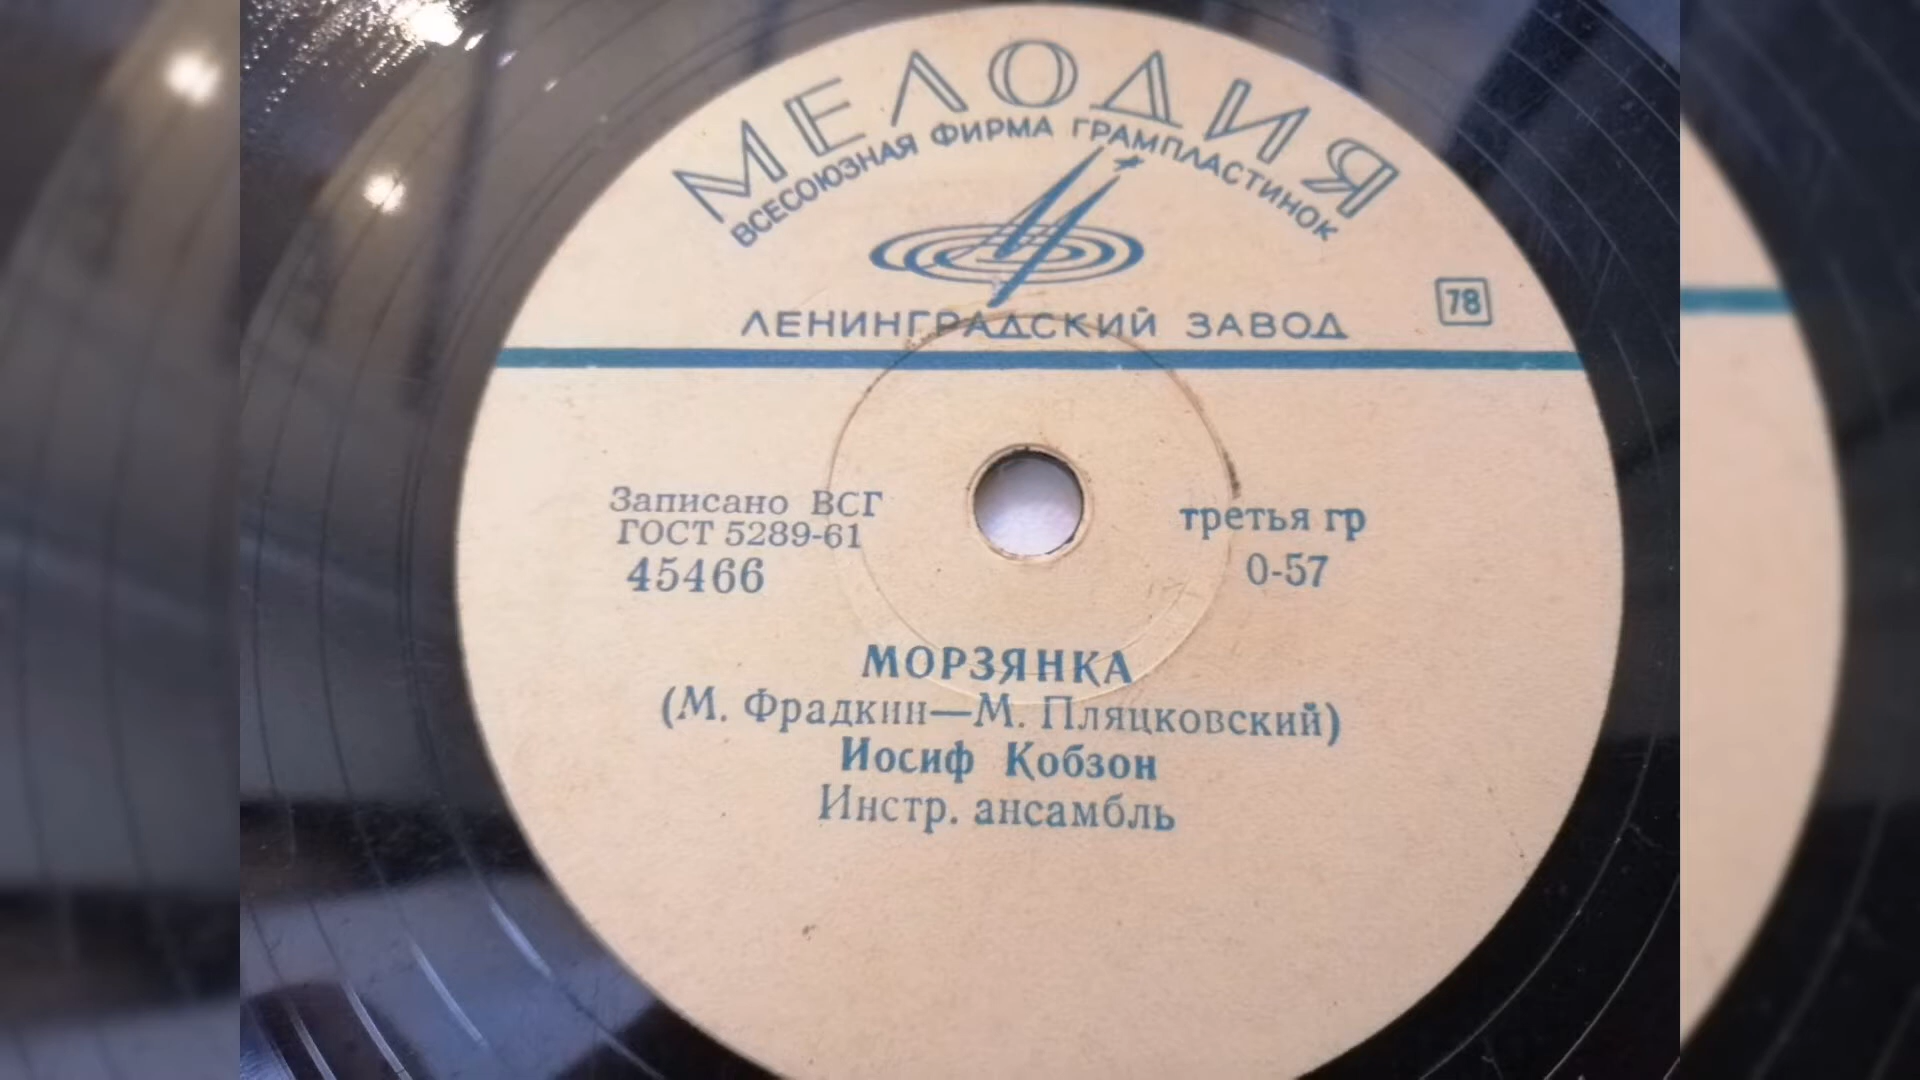 МЕЛОДИЯ
ВСЕСОЮЗНАЯ ФИРМА ГРАМПЛАСТИНОК
ЛЕНИНГРАДСКИЙ ЗАВОД
78
Записано ВСГ
ГОСТ 5289-61
45466
третья гр
0-57
МОРЗЯНКА
(М. Фрадкин—М. Пляцковский)
Иосиф Кобзон
Инстр. ансамбль